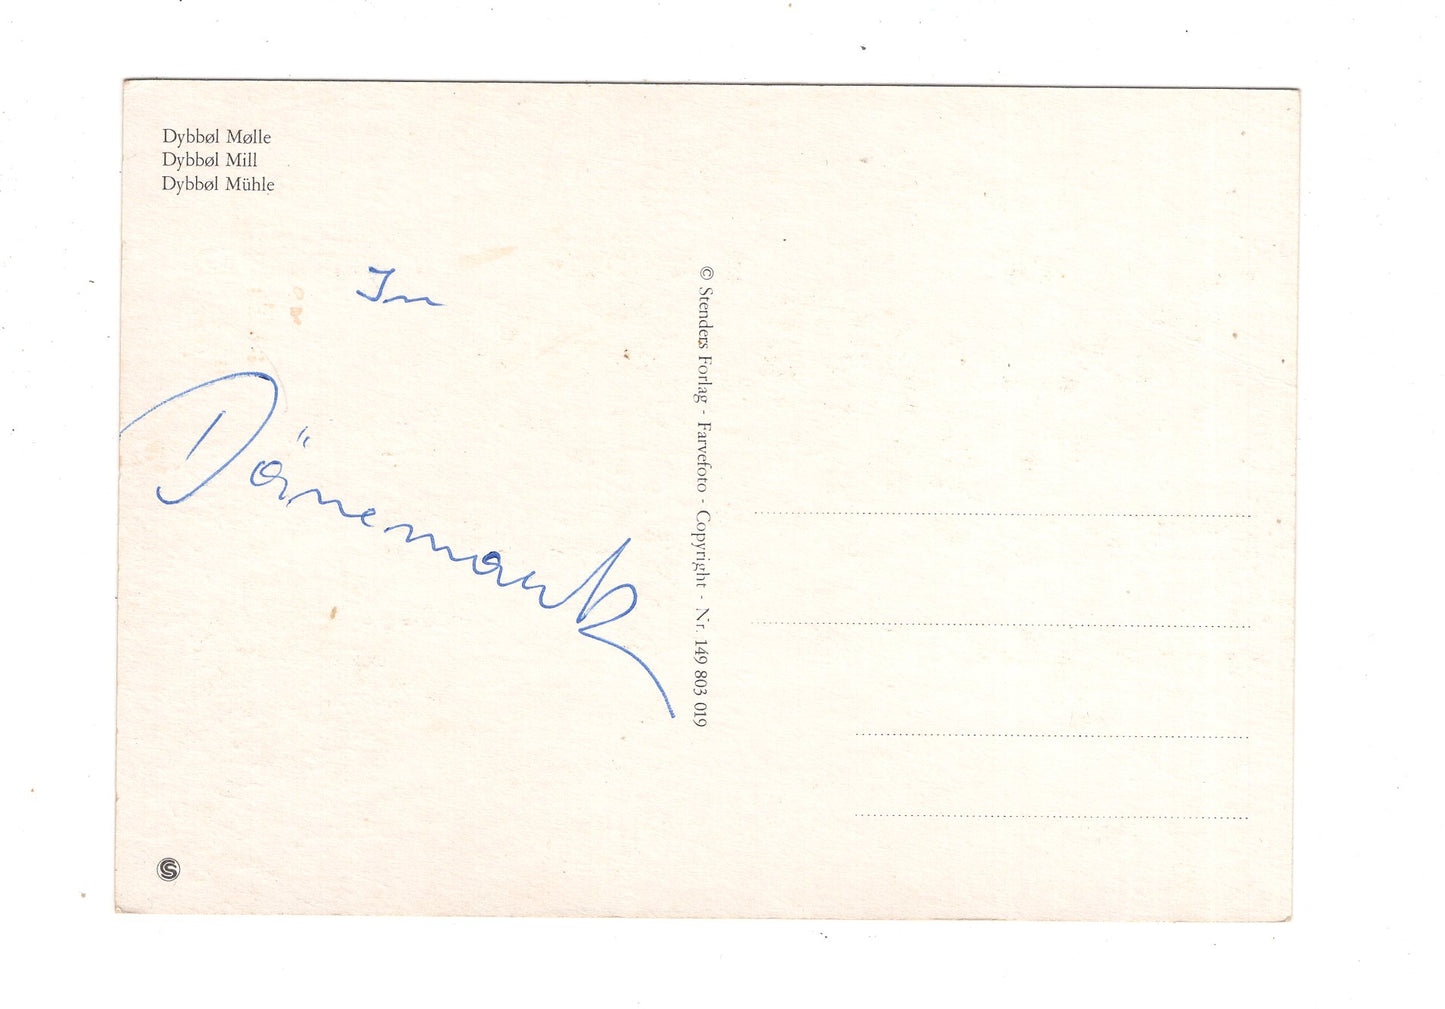 Dybbøl Mølle
Dybbøl Mill
Dybbøl Mühle
In
Dänemark
© Stenders Forlag - Farvefoto - Copyright - Nr. 149 803 019